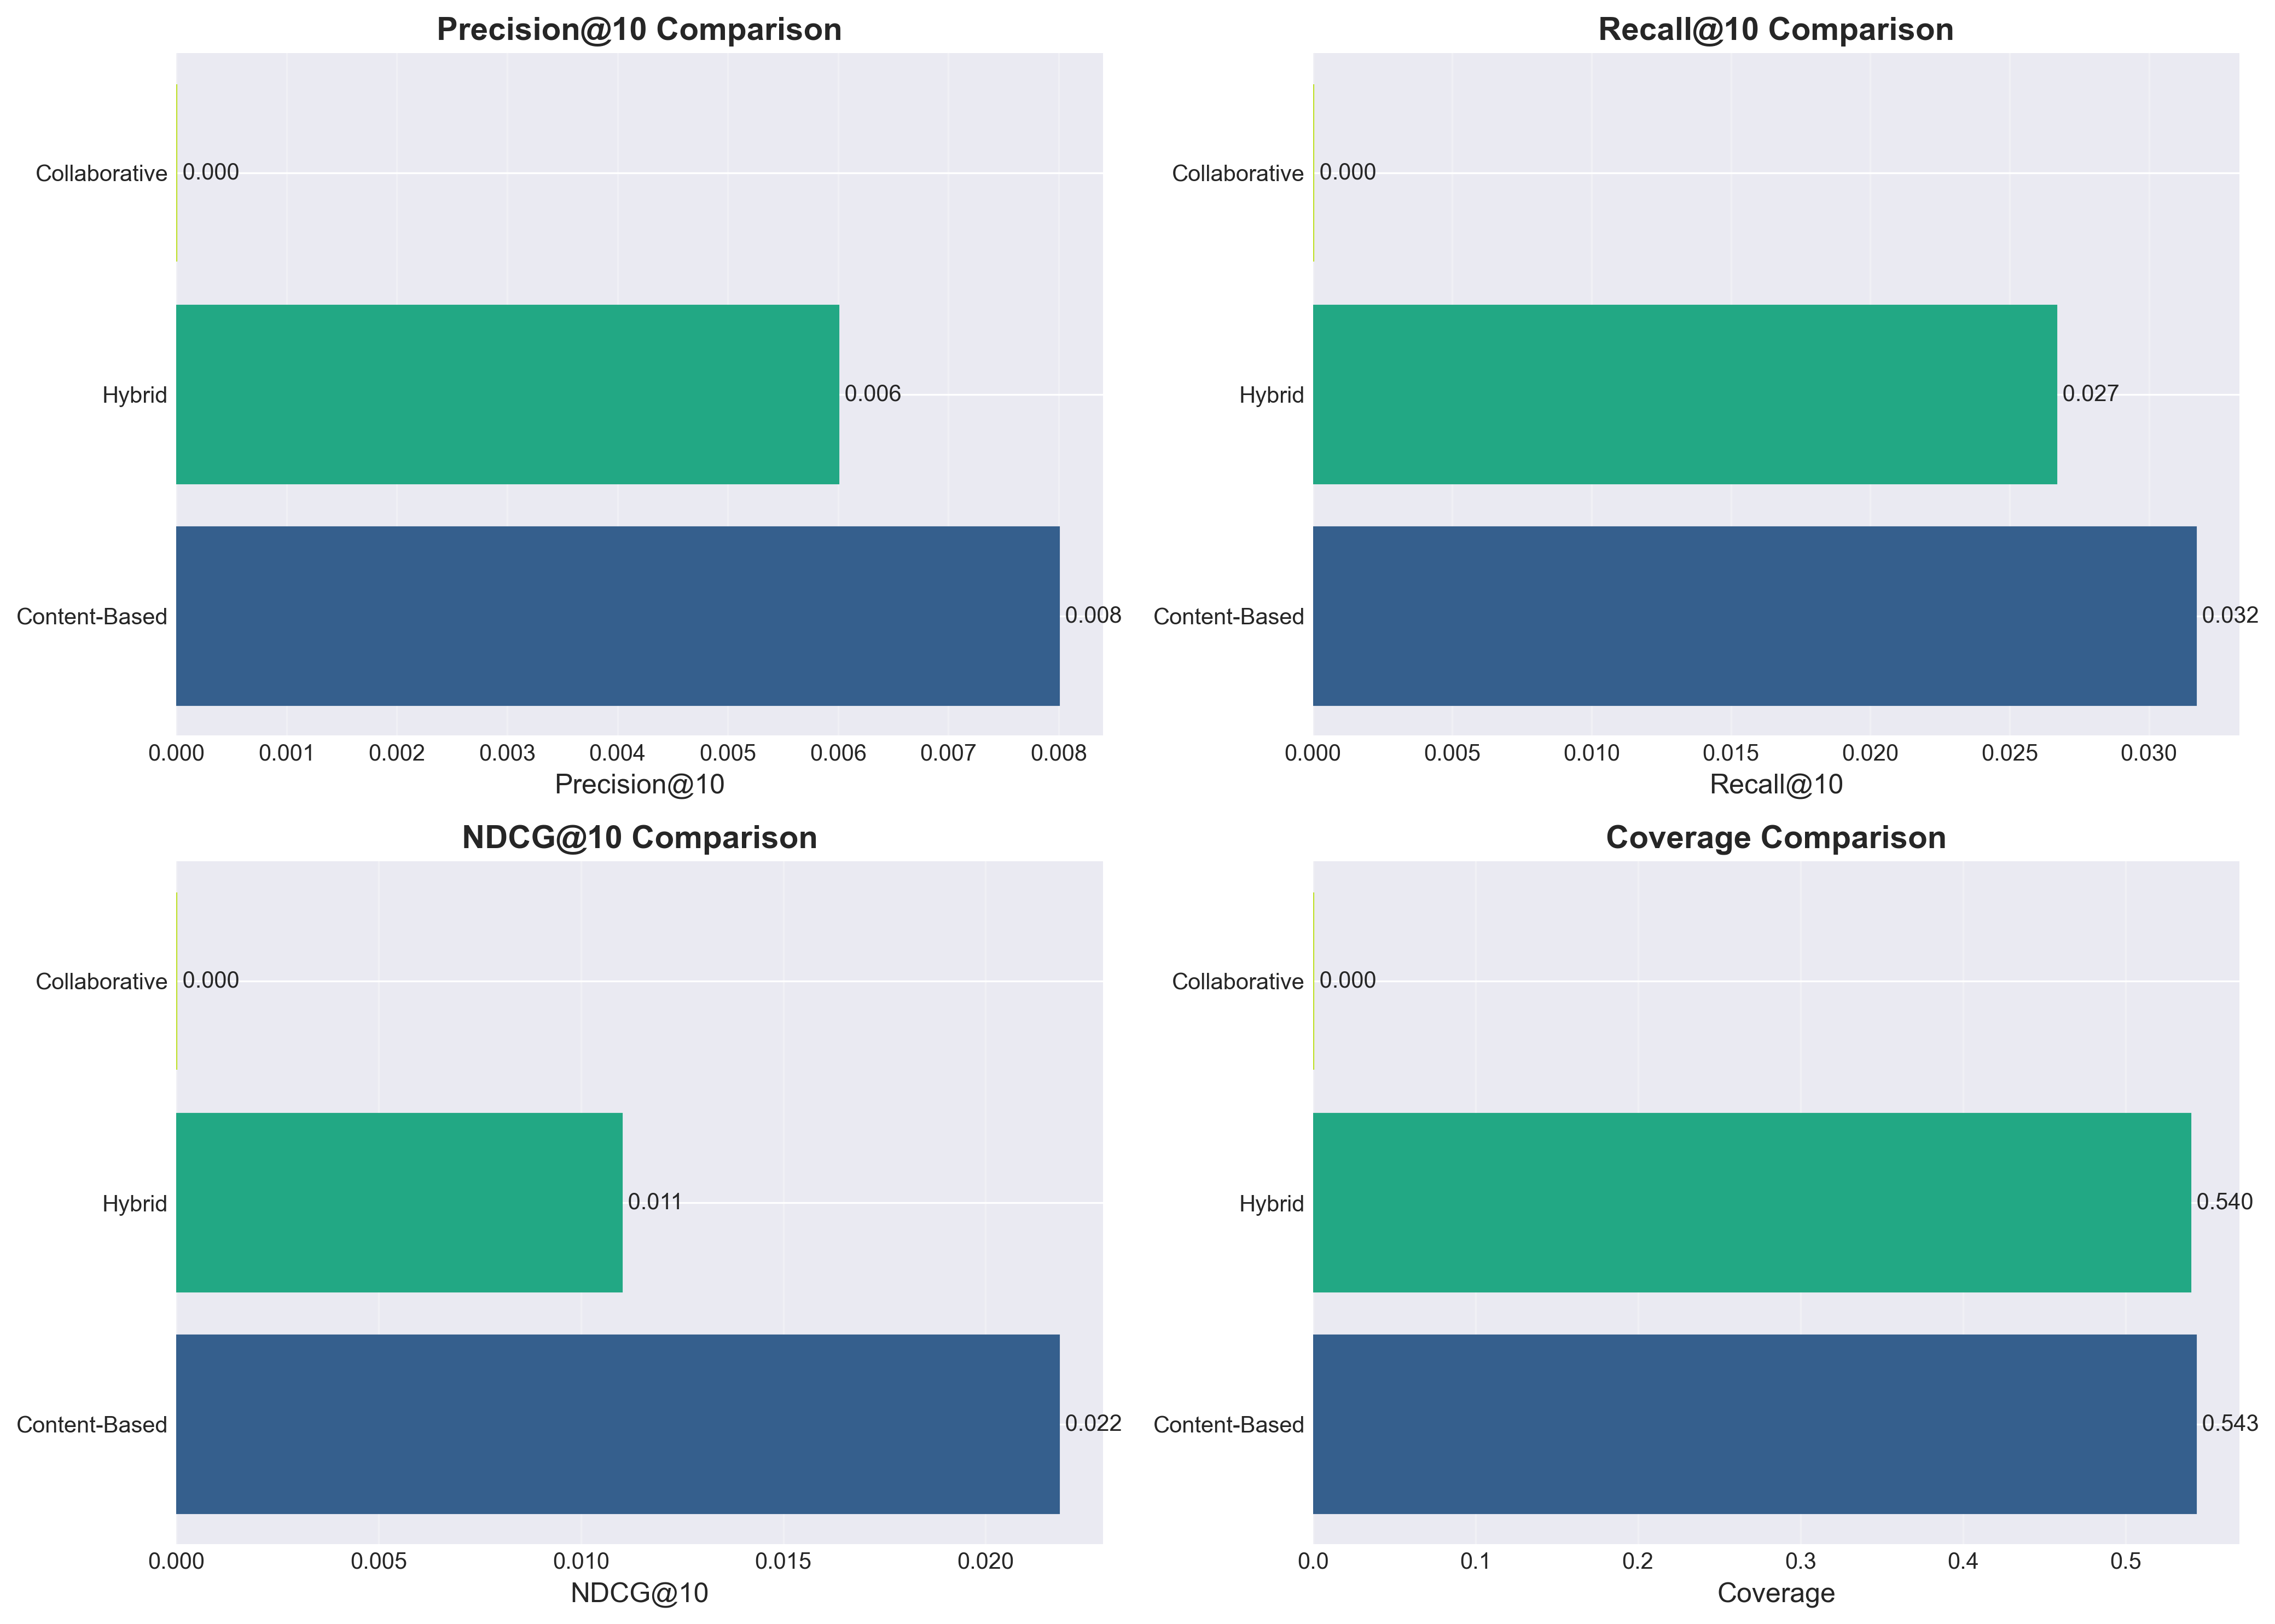 Precision@10 Comparison
Collaborative
0.000
Hybrid
0.006
Content-Based
0.008
0.000 0.001 0.002 0.003 0.004 0.005 0.006 0.007 0.008
Precision@10
Recall@10 Comparison
Collaborative
0.000
Hybrid
0.027
Content-Based
0.032
0.000 0.005 0.010 0.015 0.020 0.025 0.030
Recall@10
NDCG@10 Comparison
Collaborative
0.000
Hybrid
0.011
Content-Based
0.022
0.000 0.005 0.010 0.015 0.020
NDCG@10
Coverage Comparison
Collaborative
0.000
Hybrid
0.540
Content-Based
0.543
0.0 0.1 0.2 0.3 0.4 0.5
Coverage